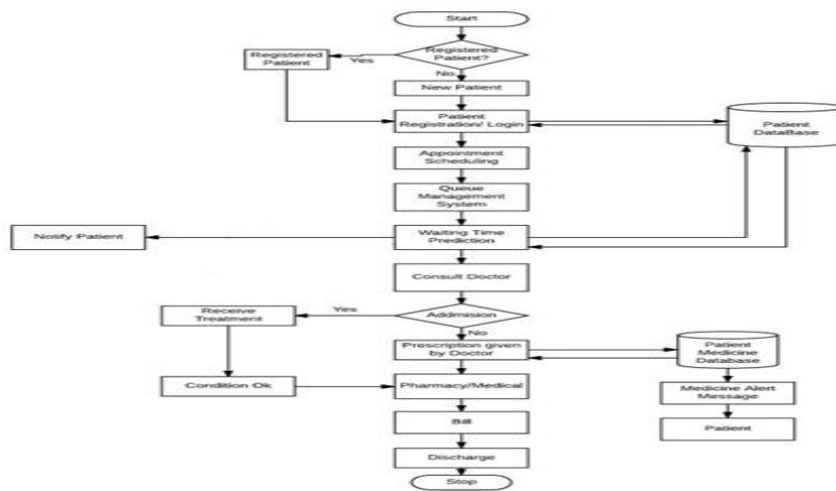 Start
Registered
Patient?
Registered
Patient
Yes
No
New Patient
Patient
Registration/ Login
Patient
DataBase
Appointment
Scheduling
Queue
Management
System
Notify Patient
Waiting Time
Prediction
Consult Doctor
Receive
Treatment
Yes
Addmision
No
Prescription given
by Doctor
Patient
Medicine
Database
Condition Ok
Pharmacy/Medical
Medicine Alert
Message
Bill
Patient
Discharge
Stop